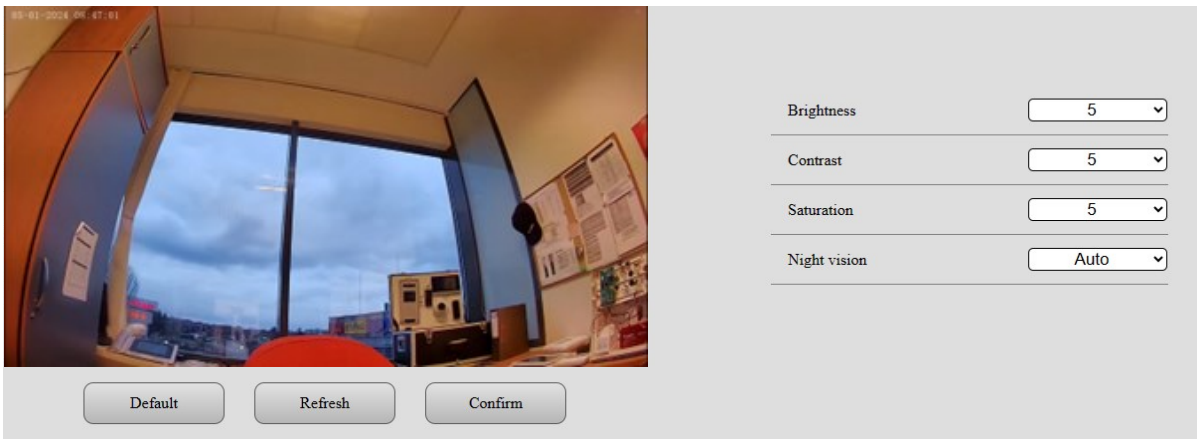 Brightness
5
Contrast
5
Saturation
5
Night vision
Auto
Default
Refresh
Confirm